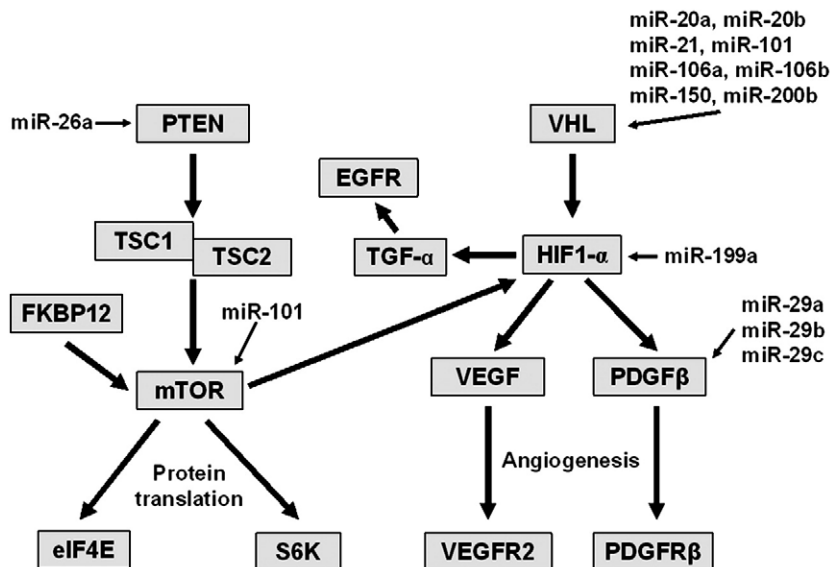 miR-20a, miR-20b
miR-21, miR-101
miR-106a, miR-106b
miR-150, miR-200b
miR-26a
PTEN
VHL
EGFR
TSC1
TSC2
TGF-α
HIF1-α
miR-199a
FKBP12
miR-101
miR-29a
miR-29b
miR-29c
mTOR
VEGF
PDGFβ
Protein
translation
Angiogenesis
eIF4E
S6K
VEGFR2
PDGFRβ